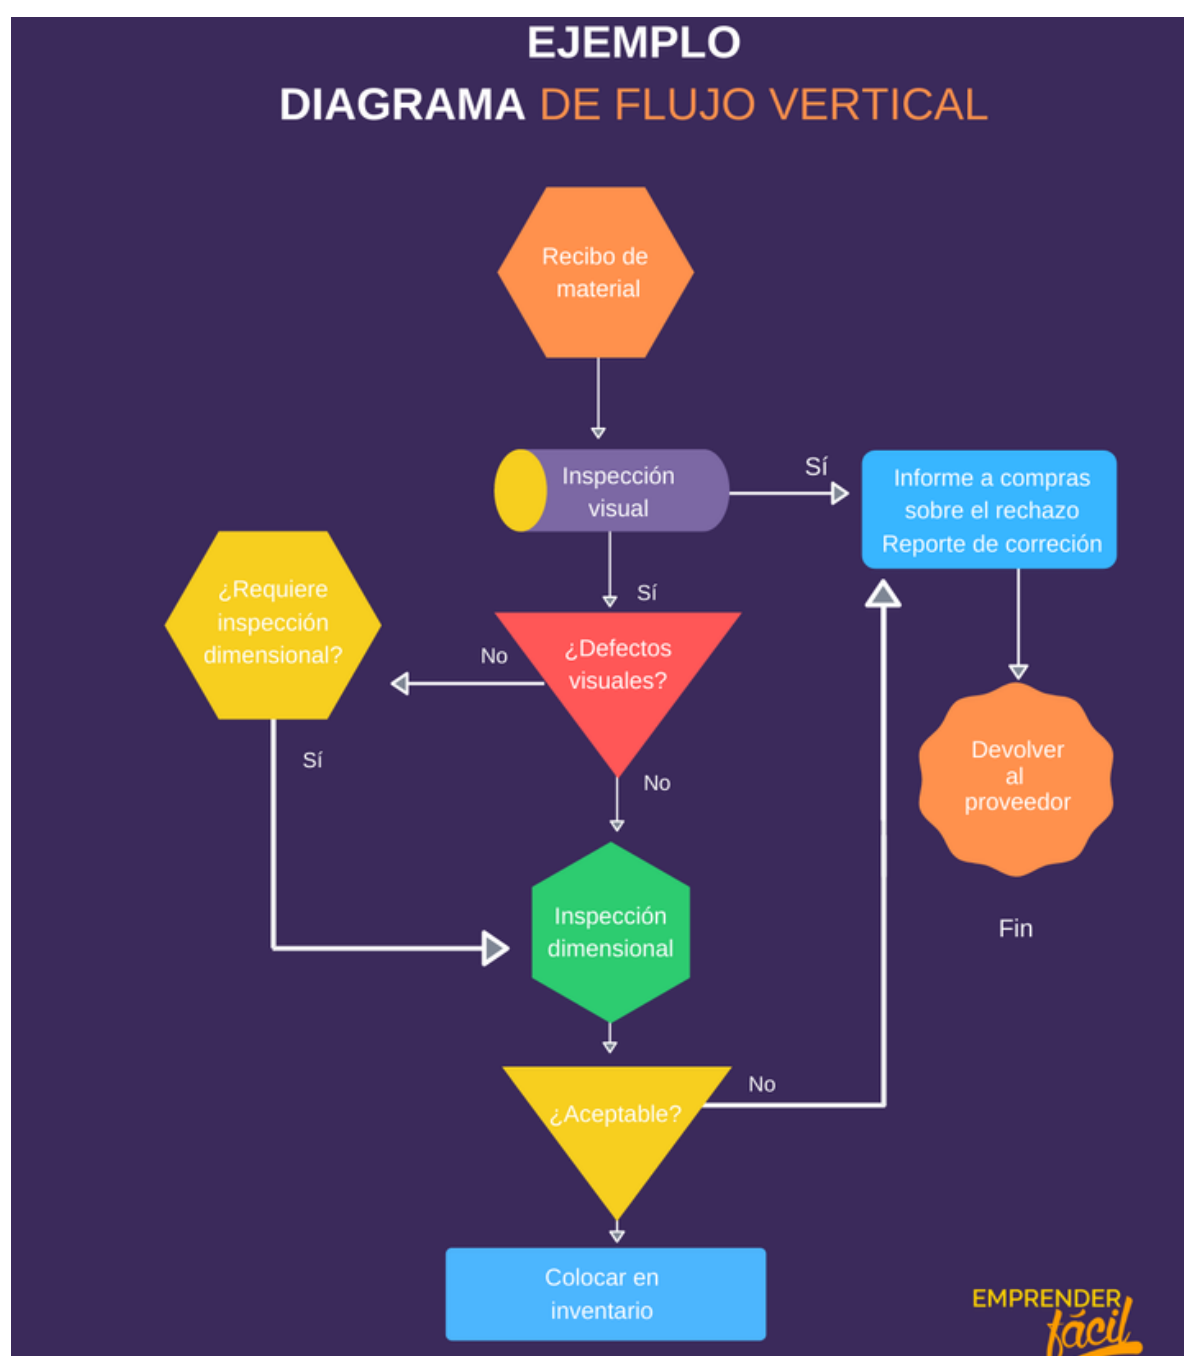 EJEMPLO
DIAGRAMA DE FLUJO VERTICAL
Recibo de
material
Inspección
visual
Sí
Informe a compras
sobre el rechazo
Reporte de correción
Sí
¿Requiere
inspección
dimensional?
No
¿Defectos
visuales?
Sí
No
Devolver
al
proveedor
Fin
Inspección
dimensional
¿Aceptable?
No
Colocar en
inventario
EMPRENDER
fácil